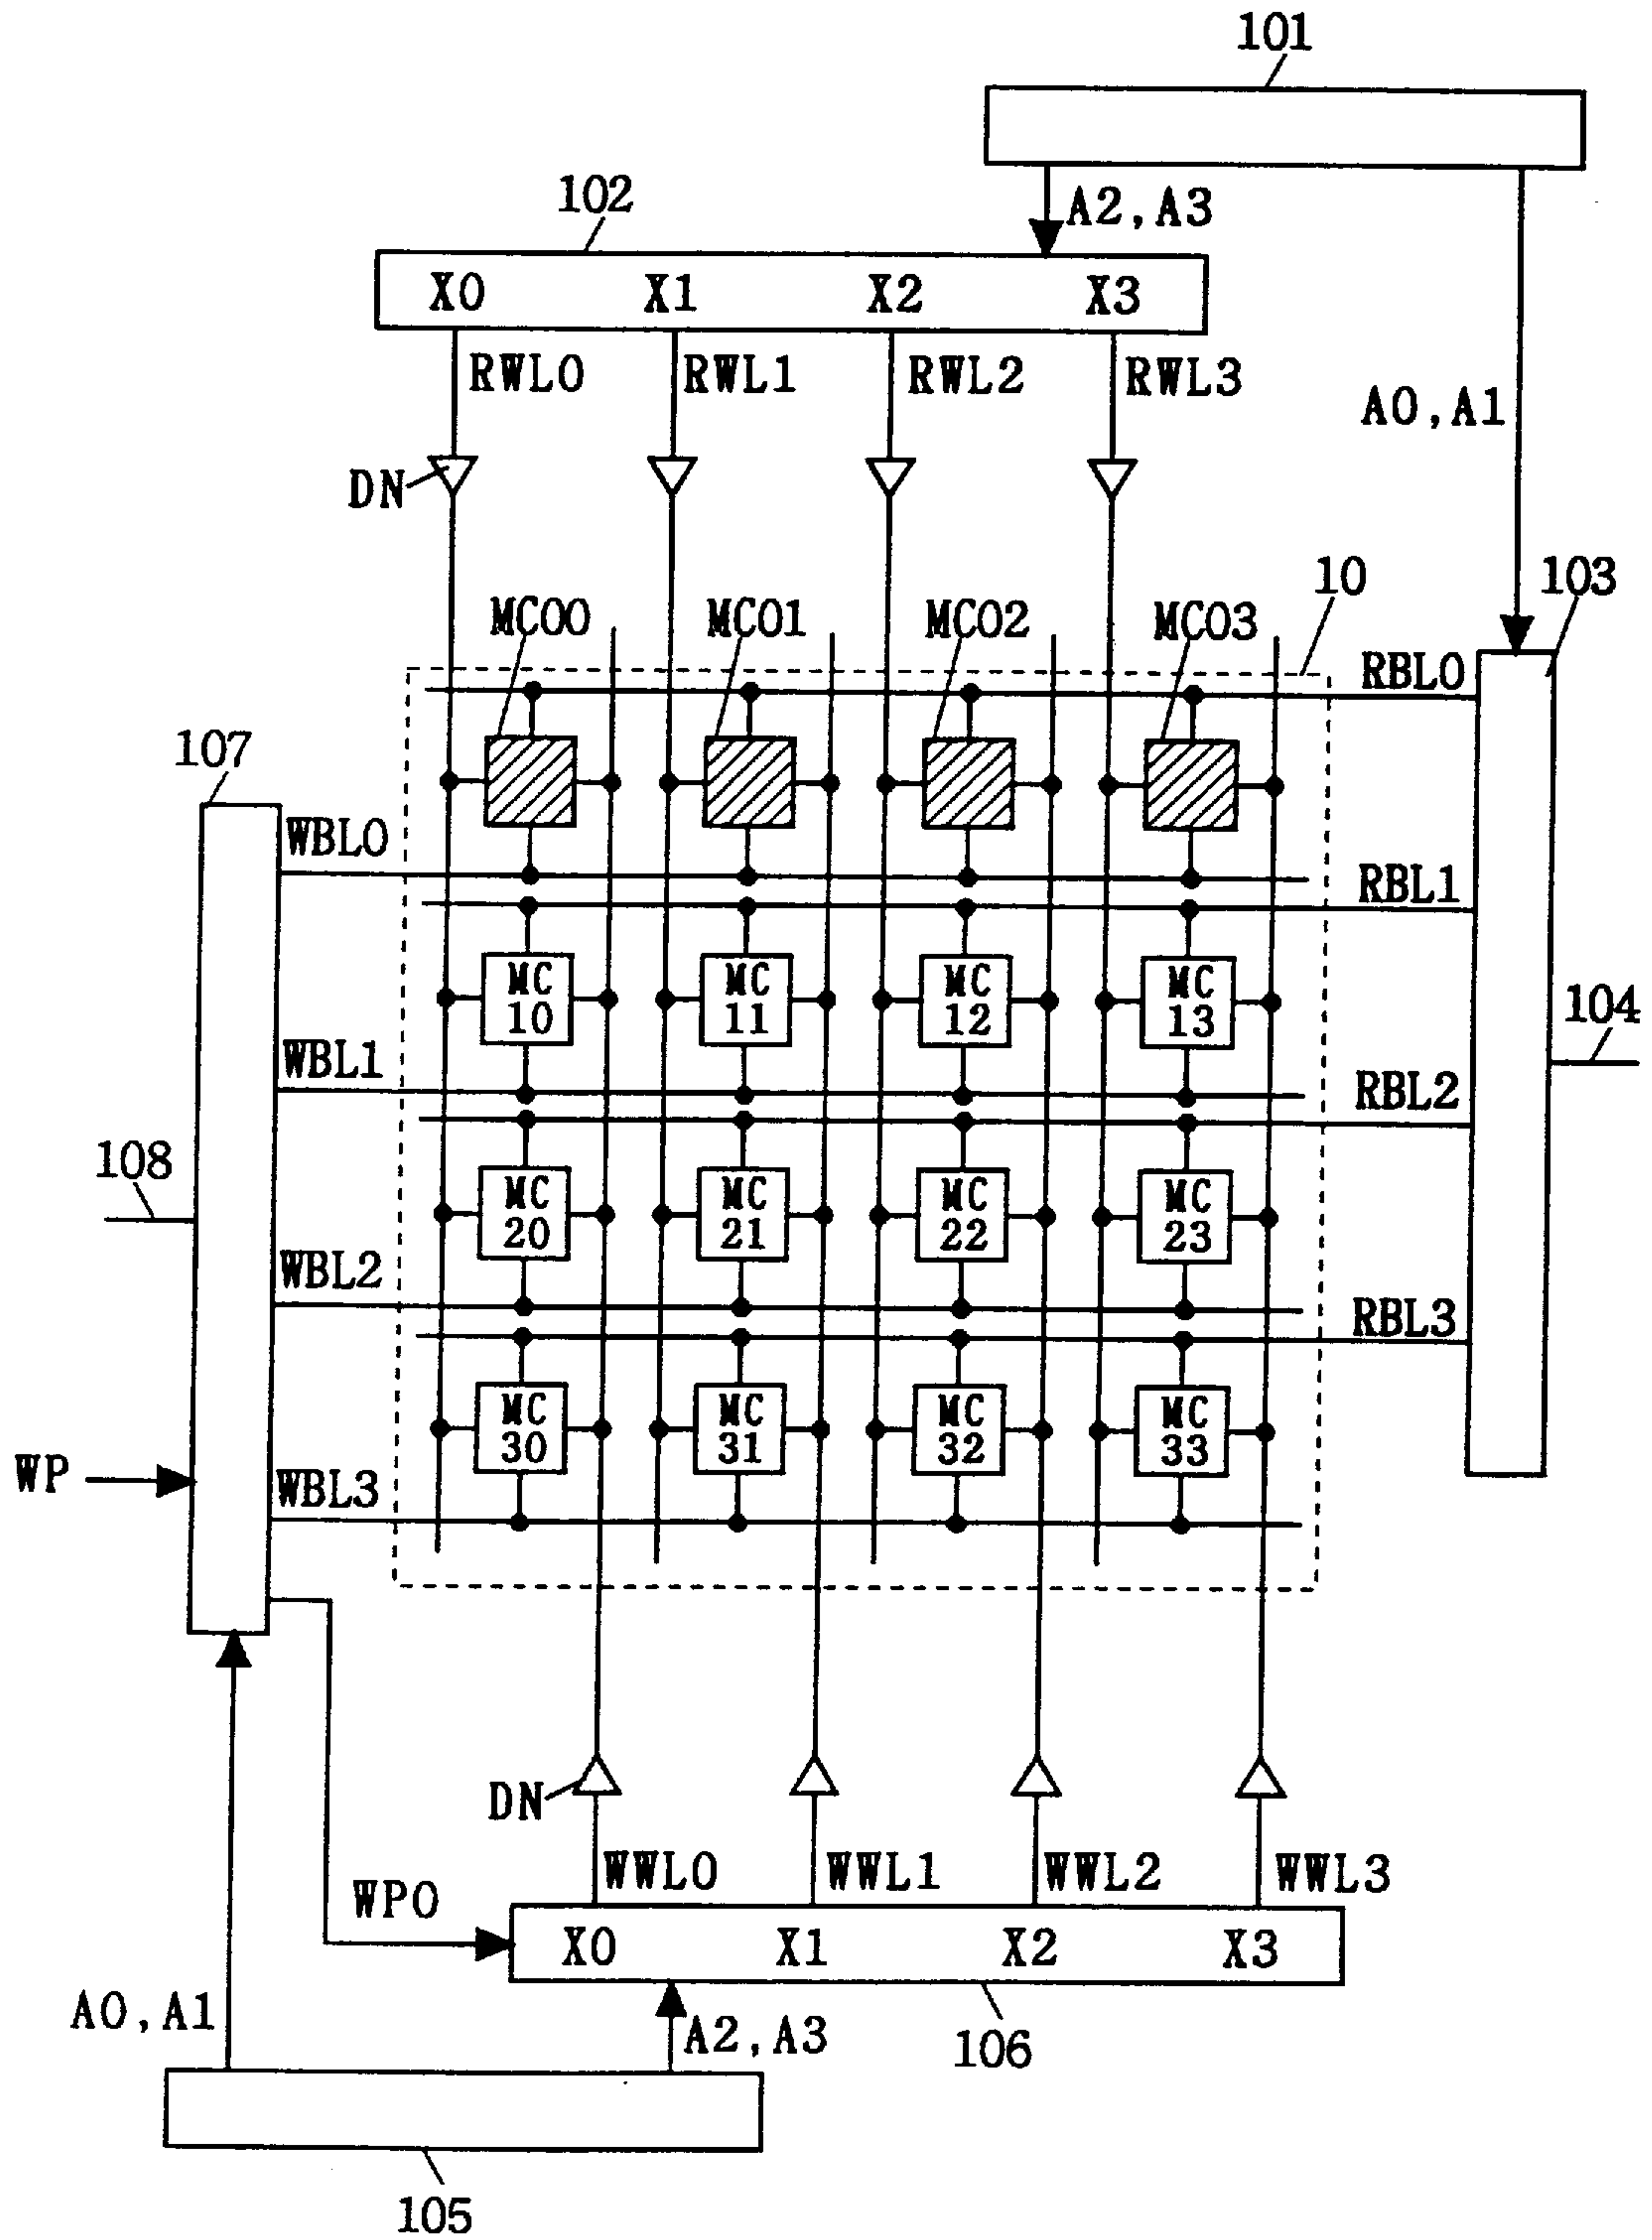 101
102
A2,A3
X0 X1 X2 X3
RWL0 RWL1 RWL2 RWL3
A0,A1
DN
10
103
MC00 MC01 MC02 MC03
RBL0
107
WBL0
RBL1
MC
10
MC
11
MC
12
MC
13
104
WBL1
RBL2
108
MC
20
MC
21
MC
22
MC
23
WBL2
RBL3
MC
30
MC
31
MC
32
MC
33
WP
WBL3
DN
WWL0 WWL1 WWL2 WWL3
WP0
X0 X1 X2 X3
A0,A1
A2,A3
106
105